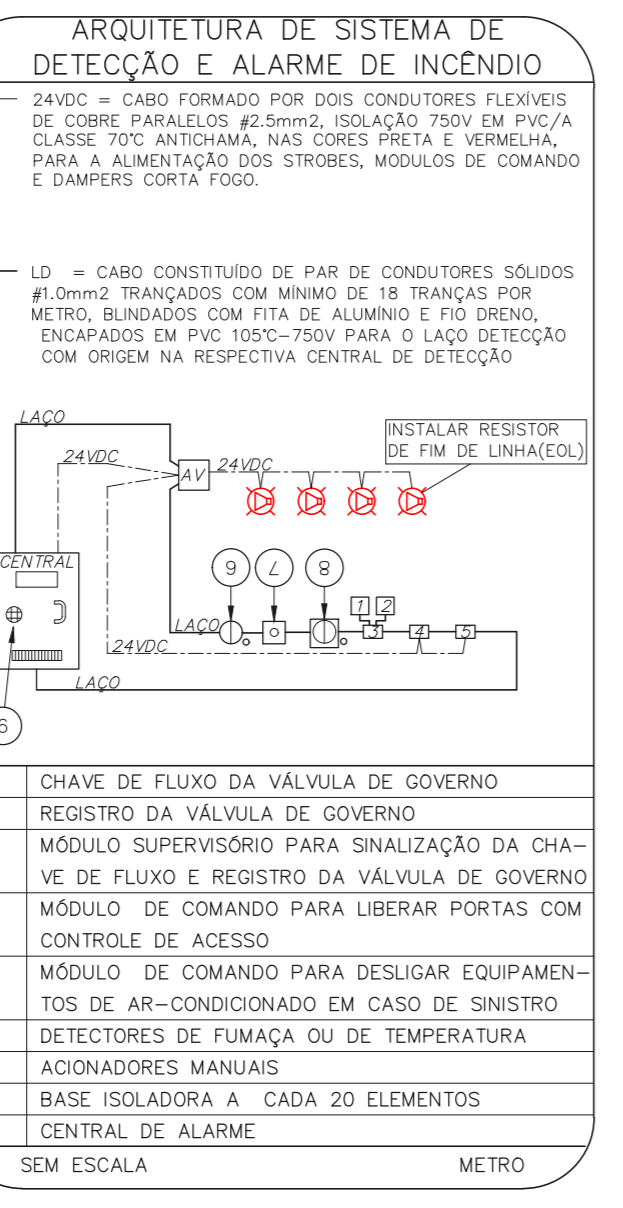 ARQUITETURA DE SISTEMA DE
DETECÇÃO E ALARME DE INCÊNDIO
24VDC = CABO FORMADO POR DOIS CONDUTORES FLEXÍVEIS
DE COBRE PARALELOS #2.5mm2, ISOLAÇÃO 750V EM PVC/A
CLASSE 70°C ANTICHAMA, NAS CORES PRETA E VERMELHA,
PARA A ALIMENTAÇÃO DOS STROBES, MODULOS DE COMANDO
E DAMPERS CORTA FOGO.
LD = CABO CONSTITUÍDO DE PAR DE CONDUTORES SÓLIDOS
#1.0mm2 TRANÇADOS COM MÍNIMO DE 18 TRANÇAS POR
METRO, BLINDADOS COM FITA DE ALUMÍNIO E FIO DRENO,
ENCAPADOS EM PVC 105°C-750V PARA O LAÇO DETECÇÃO
COM ORIGEM NA RESPECTIVA CENTRAL DE DETECÇÃO
LAÇO
INSTALAR RESISTOR
DE FIM DE LINHA(EOL)
24VDC
AV
24VDC
CENTRAL
6
7
8
1 2
LAÇO
3
4
5
24VDC
LAÇO
9
CHAVE DE FLUXO DA VÁLVULA DE GOVERNO
REGISTRO DA VÁLVULA DE GOVERNO
MÓDULO SUPERVISÓRIO PARA SINALIZAÇÃO DA CHA-
VE DE FLUXO E REGISTRO DA VÁLVULA DE GOVERNO
MÓDULO DE COMANDO PARA LIBERAR PORTAS COM
CONTROLE DE ACESSO
MÓDULO DE COMANDO PARA DESLIGAR EQUIPAMEN-
TOS DE AR-CONDICIONADO EM CASO DE SINISTRO
DETECTORES DE FUMAÇA OU DE TEMPERATURA
ACIONADORES MANUAIS
BASE ISOLADORA A CADA 20 ELEMENTOS
CENTRAL DE ALARME
SEM ESCALA METRO